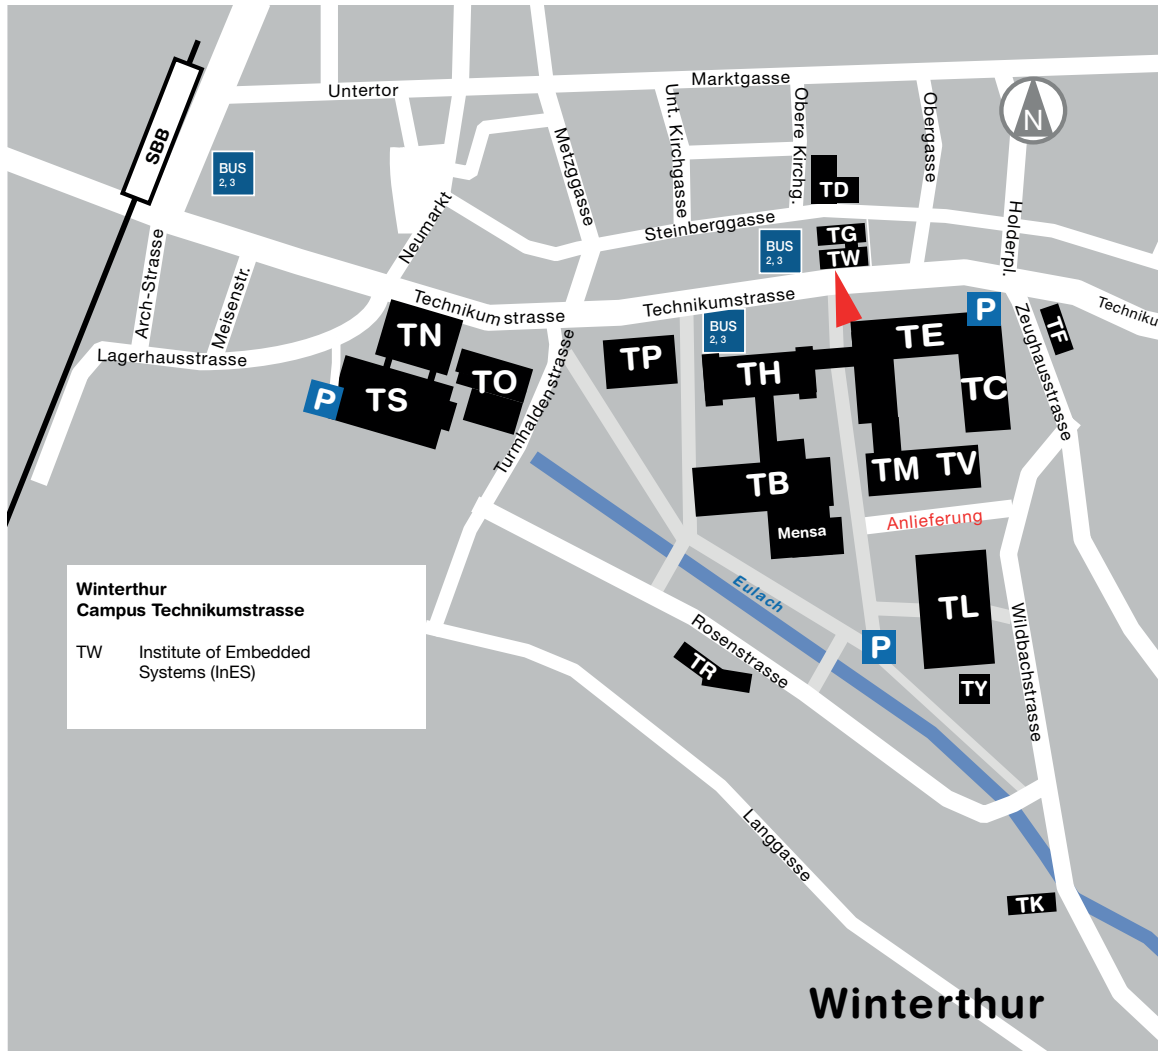 Marktgasse
Untertor
SBB
BUS
2, 3
Unt. Kirchgasse
Obere Kirchg.
Obergasse
N
Metzggasse
TD
Neumarkt
Steinberggasse
Holderpl.
TG
TW
BUS
2, 3
Arch-Strasse
Meisenstr.
Technikumstrasse
Technikumstrasse
Techniku
P
BUS
2, 3
TN
TE
TF
Zeughausstrasse
Lagerhausstrasse
TP
TH
TO
TC
P
TS
Turmhaldenstrasse
TM
TV
TB
Anlieferung
Mensa
Eulach
Winterthur
Campus Technikumstrasse
TW
Institute of Embedded
Systems (InES)
TL
Rosenstrasse
P
Wildbachstrasse
TR
TY
Langgasse
TK
Winterthur